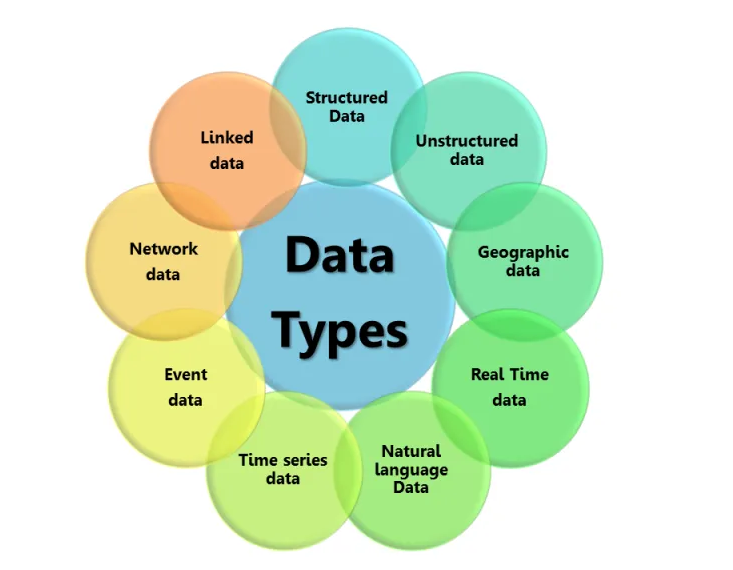 Structured
Data
Unstructured
data
Geographic
data
Real Time
data
Natural
language
Data
Time series
data
Event
data
Network
data
Linked
data
Data
Types